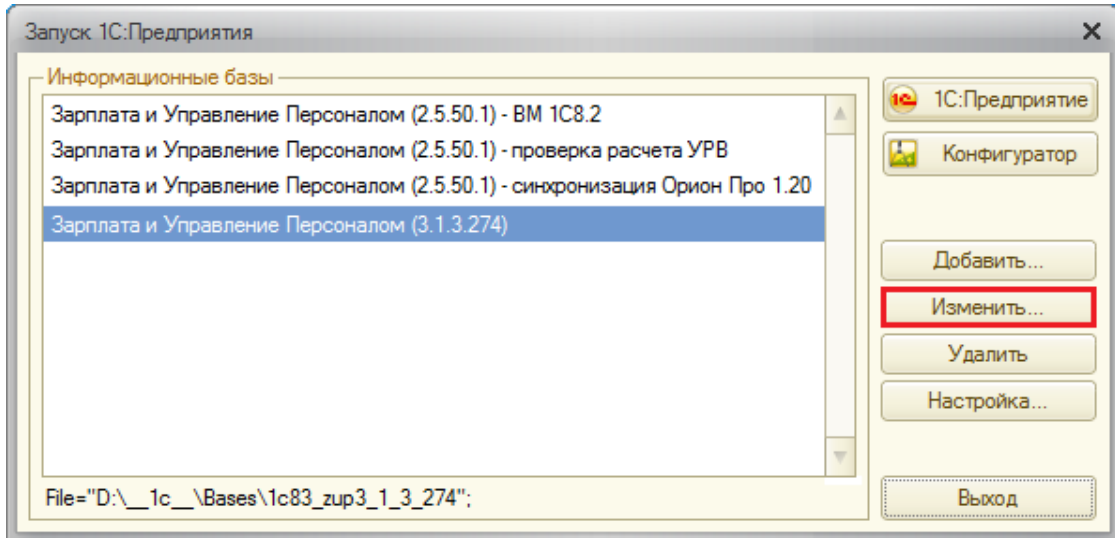 Запуск 1С:Предприятия
Информационные базы
Зарплата и Управление Персоналом (2.5.50.1) - ВМ 1С8.2
Зарплата и Управление Персоналом (2.5.50.1) - проверка расчета УРВ
Зарплата и Управление Персоналом (2.5.50.1) - синхронизация Орион Про 1.20
Зарплата и Управление Персоналом (3.1.3.274)
File="D:\__1c__\Bases\1c83_zup3_1_3_274";
1С:Предприятие
Конфигуратор
Добавить...
Изменить...
Удалить
Настройка...
Выход